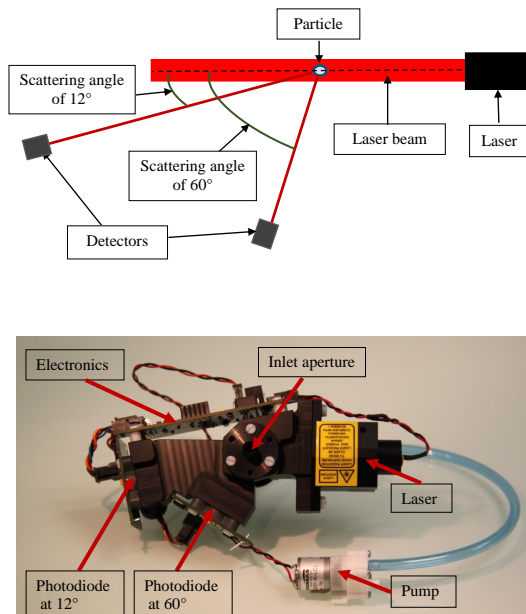 Particle
Scattering angle
of 12°
Scattering angle
of 60°
Laser beam
Laser
Detectors
Electronics
Inlet aperture
Laser
Photodiode
at 12°
Photodiode
at 60°
Pump